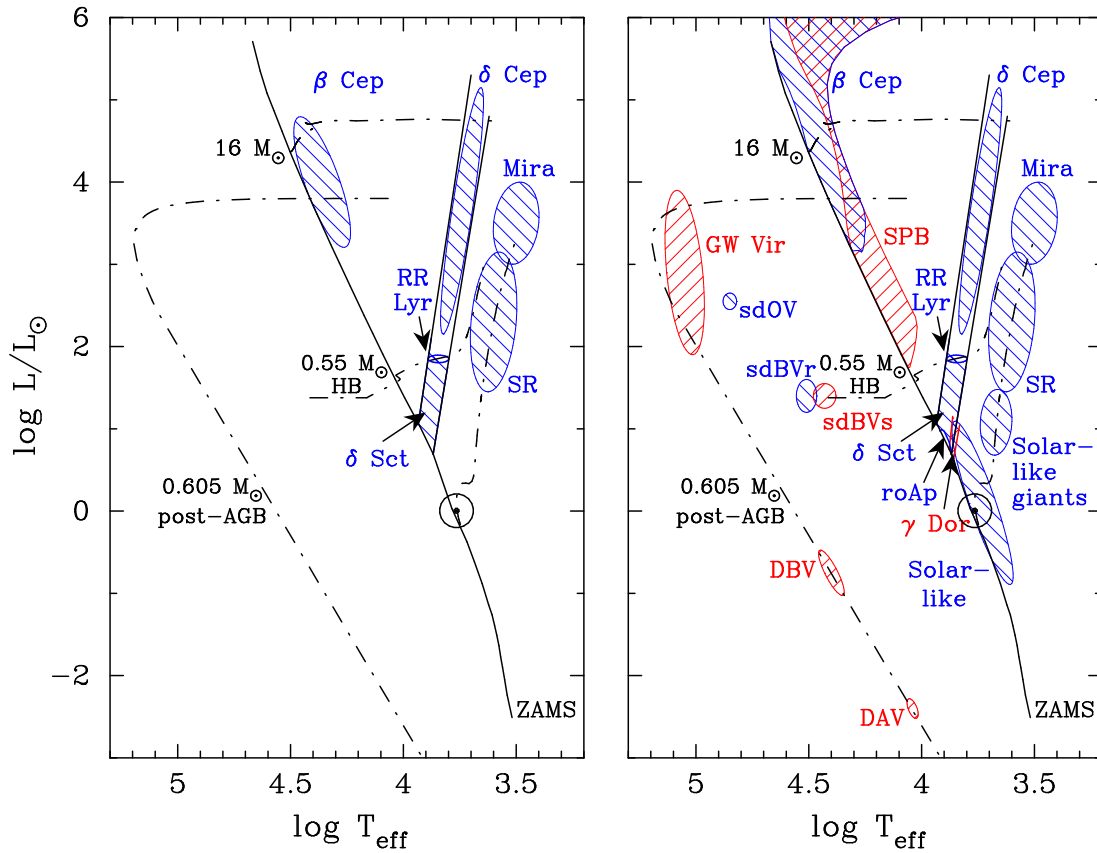 6
4
2
0
−2
log L/L⊙
5
4.5
4
3.5
log Teff
β Cep
δ Cep
16 M⊙
Mira
RR
Lyr
0.55 M⊙
HB
SR
δ Sct
0.605 M⊙
post−AGB
ZAMS
5
4.5
4
3.5
log Teff
β Cep
δ Cep
16 M⊙
Mira
GW Vir
SPB
RR
Lyr
sdOV
sdBVr
0.55 M⊙
HB
SR
sdBVs
δ Sct
Solar−
like
giants
roAp
0.605 M⊙
post−AGB
γ Dor
DBV
Solar−
like
DAV
ZAMS